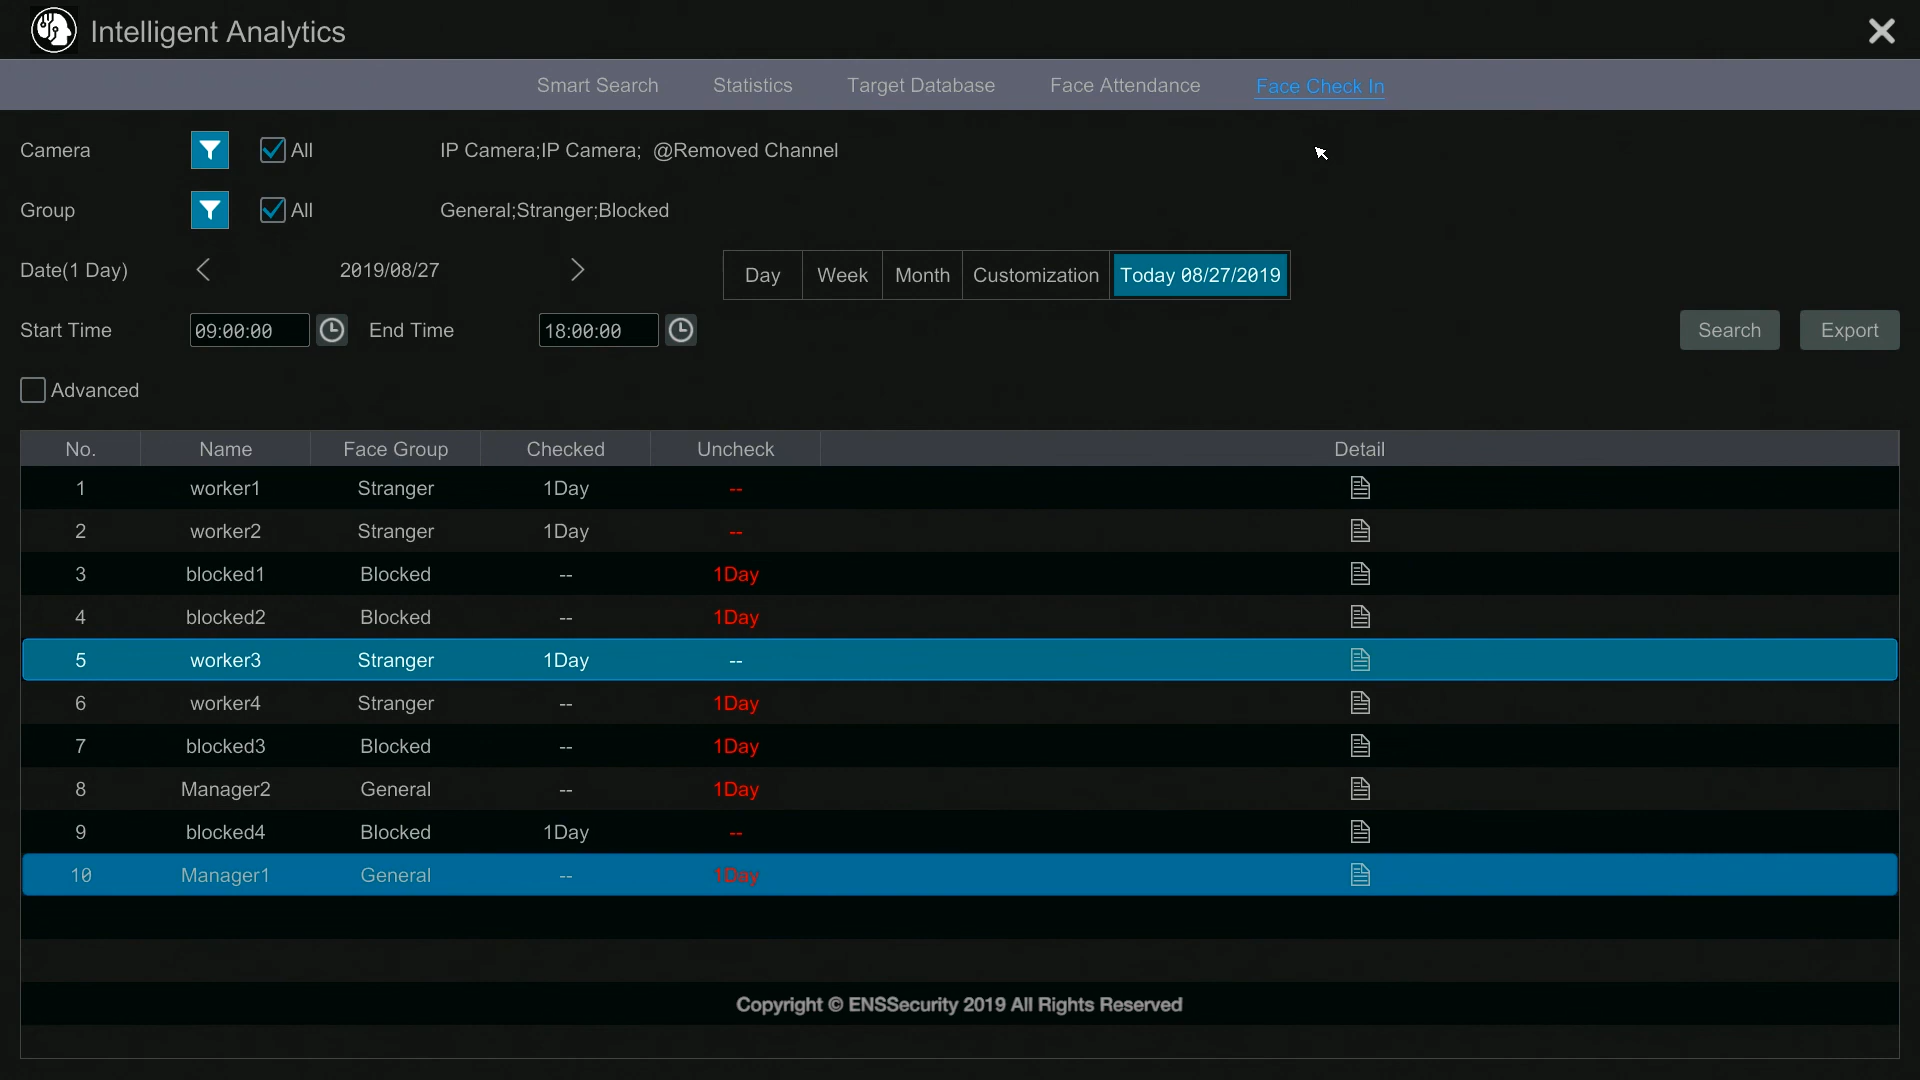 Intelligent Analytics
Smart Search Statistics Target Database Face Attendance Face Check In
Camera All IP Camera;IP Camera; @Removed Channel
Group All General;Stranger;Blocked
Date(1 Day) 2019/08/27 Day Week Month Customization Today 08/27/2019
Start Time 09:00:00 End Time 18:00:00 Search Export
Advanced
No. Name Face Group Checked Uncheck Detail
1 worker1 Stranger 1Day --
2 worker2 Stranger 1Day --
3 blocked1 Blocked -- 1Day
4 blocked2 Blocked -- 1Day
5 worker3 Stranger 1Day --
6 worker4 Stranger -- 1Day
7 blocked3 Blocked -- 1Day
8 Manager2 General -- 1Day
9 blocked4 Blocked 1Day --
10 Manager1 General -- 1Day
Copyright © ENSSecurity 2019 All Rights Reserved